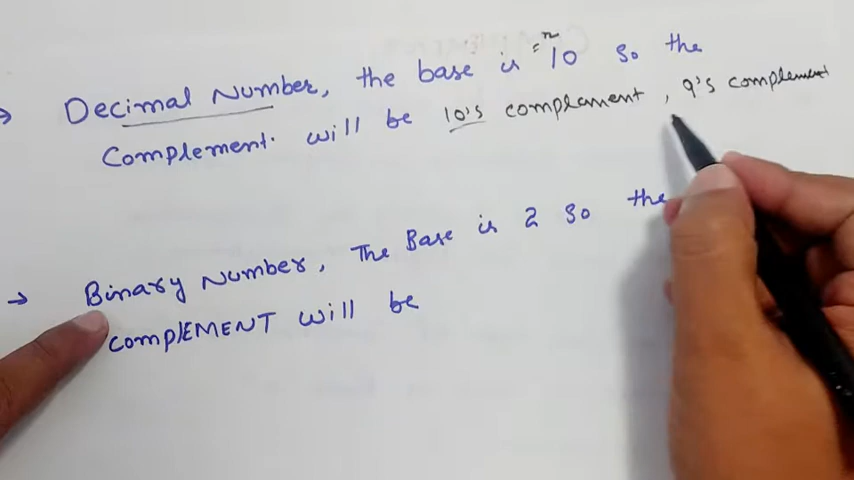 → Decimal Number, the base is = 10 so the
Complement will be 10's complement, 9's complement
→ Binary Number, The Base is 2 So the
complEMENT will be